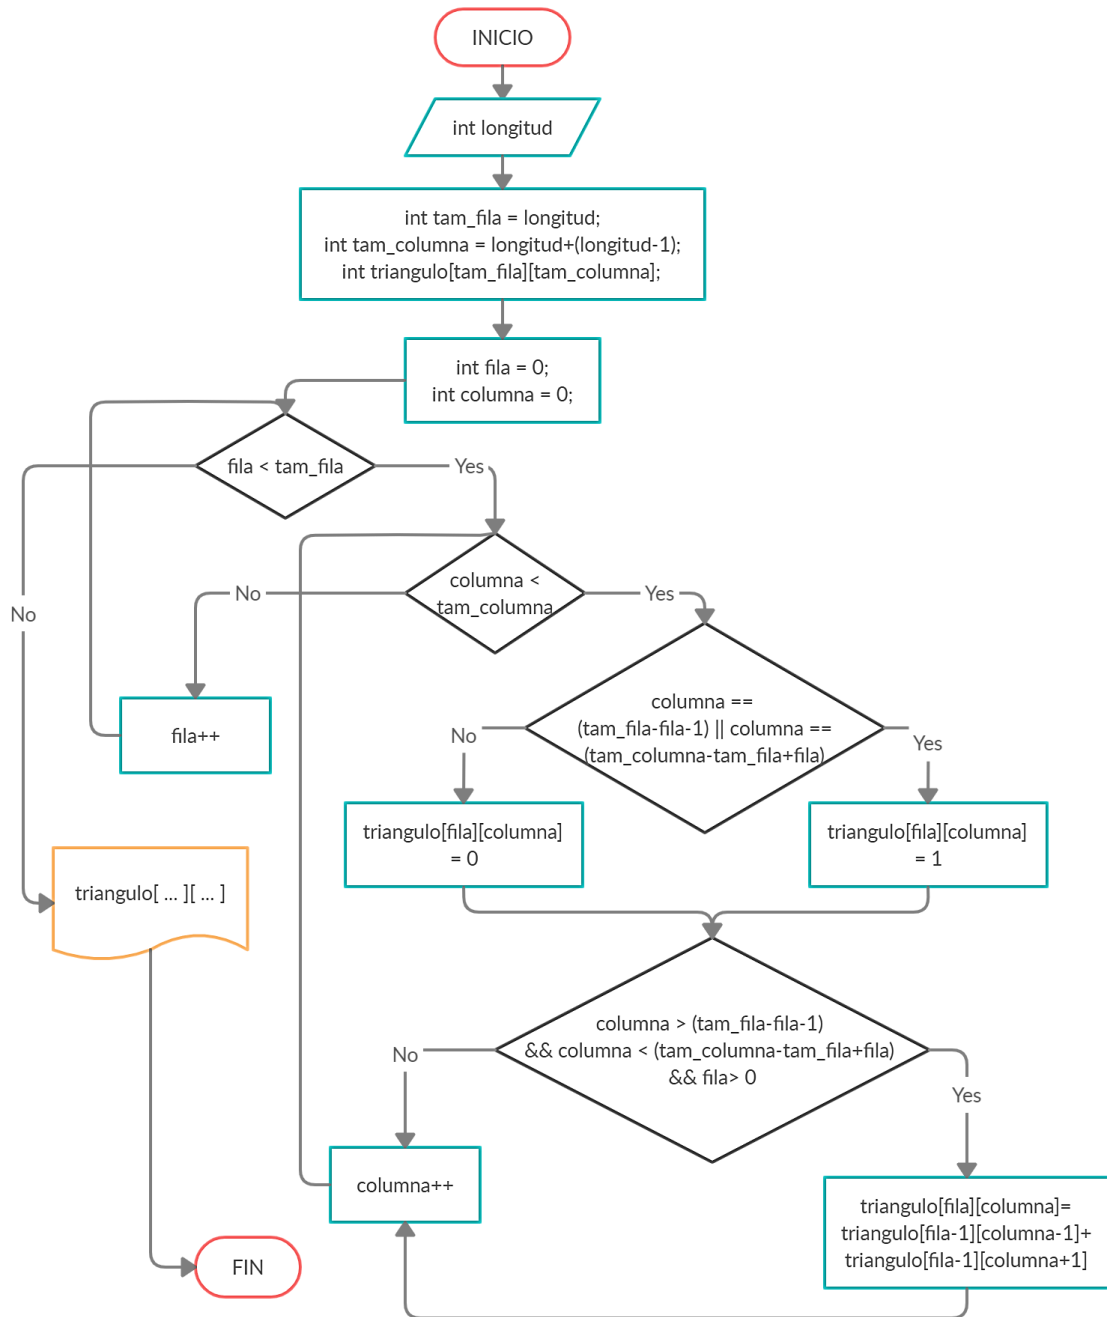 INICIO
int longitud
int tam_fila = longitud;
int tam_columna = longitud+(longitud-1);
int triangulo[tam_fila][tam_columna];
int fila = 0;
int columna = 0;
fila < tam_fila
Yes
No
columna <
tam_columna
No
Yes
fila++
columna ==
(tam_fila-fila-1) || columna ==
(tam_columna-tam_fila+fila)
No
Yes
triangulo[fila][columna]
= 0
triangulo[fila][columna]
= 1
triangulo[ ... ][ ... ]
columna > (tam_fila-fila-1)
&& columna < (tam_columna-tam_fila+fila)
&& fila> 0
No
Yes
columna++
triangulo[fila][columna]=
triangulo[fila-1][columna-1]+
triangulo[fila-1][columna+1]
FIN